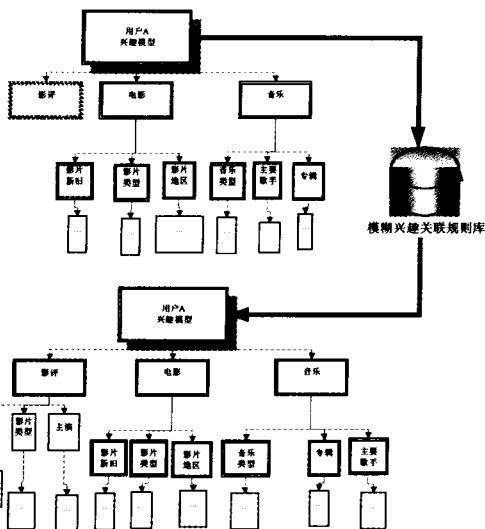 用户A
兴趣模型
影评
电影
音乐
影片
新旧
影片
类型
影片
地区
音乐
类型
主要
歌手
专辑
模糊兴趣关联规则库
用户A
兴趣模型
影评
电影
音乐
影片
类型
主演
影片
新旧
影片
类型
影片
地区
音乐
类型
专辑
主要
歌手